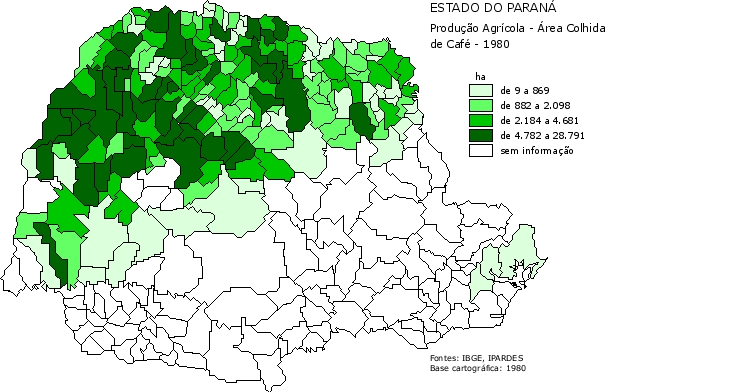 ESTADO DO PARANÁ
Produção Agrícola - Área Colhida
de Café - 1980
ha
de 9 a 869
de 882 a 2.098
de 2.184 a 4.681
de 4.782 a 28.791
sem informação
Fontes: IBGE, IPARDES
Base cartográfica: 1980